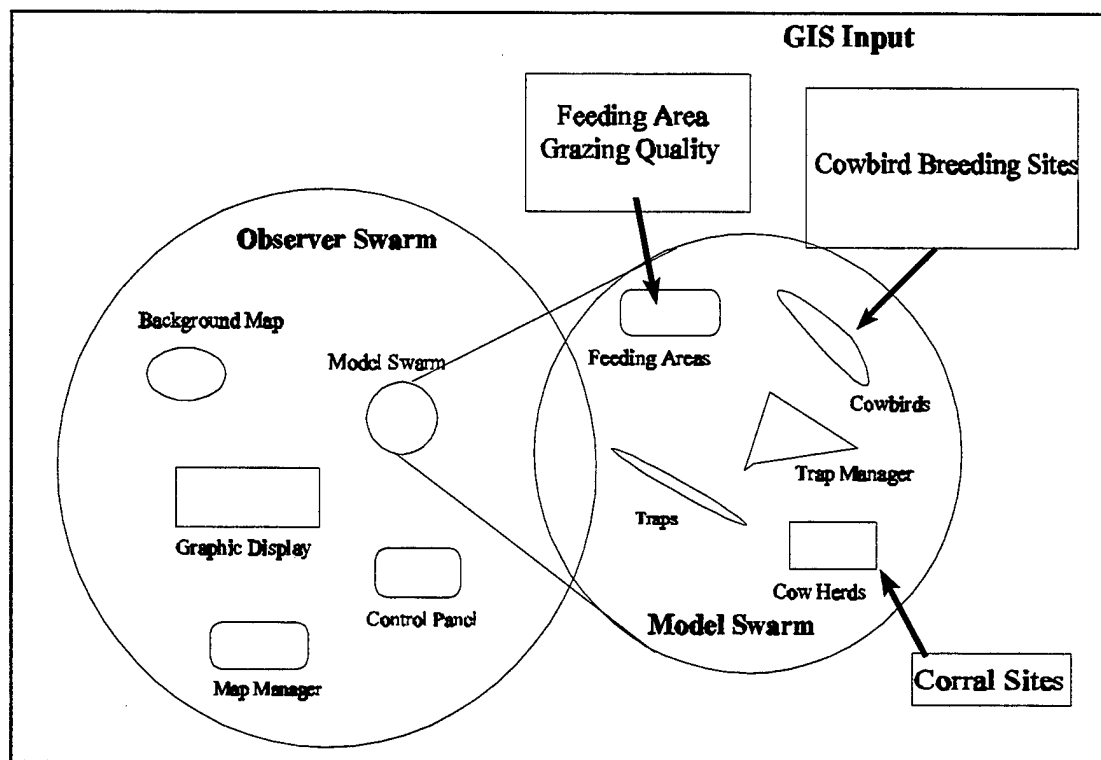 GIS Input
Feeding Area
Grazing Quality
Cowbird Breeding Sites
Observer Swarm
Background Map
Model Swarm
Graphic Display
Control Panel
Map Manager
Feeding Areas
Cowbirds
Trap Manager
Traps
Cow Herds
Model Swarm
Corral Sites